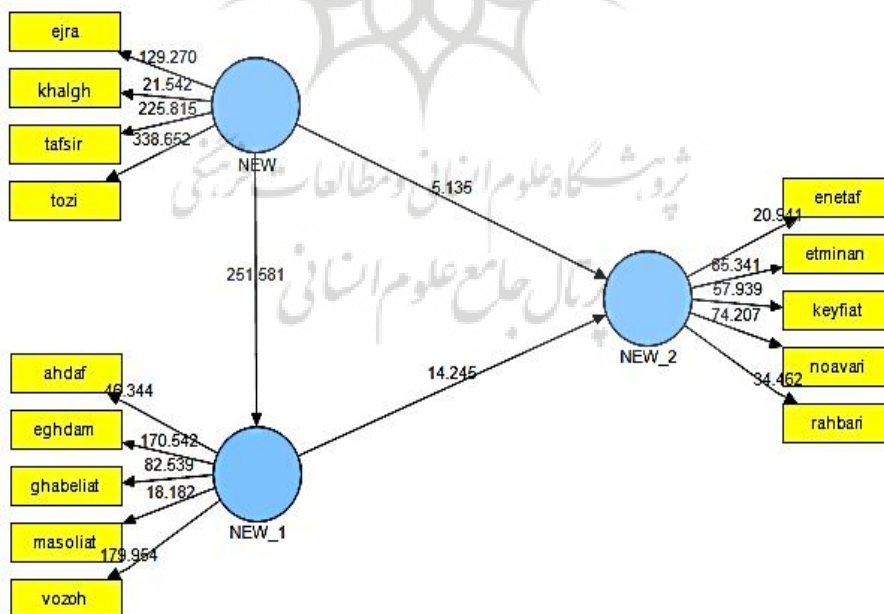 ejra
129.270
khalgh
21.542
225.815
tafsir
338.652
tozi
NEW
پژوهشگاه علوم انسانی و مطالعات فرهنگی
پرتال جامع علوم انسانی
5.135
251.581
enetaf
20.941
etminan
65.341
keyfiat
57.939
74.207
noavari
34.462
rahbari
NEW_2
14.245
ahdaf
46.344
eghdam
170.542
82.539
ghabeliat
18.182
masoliat
179.954
vozoh
NEW_1